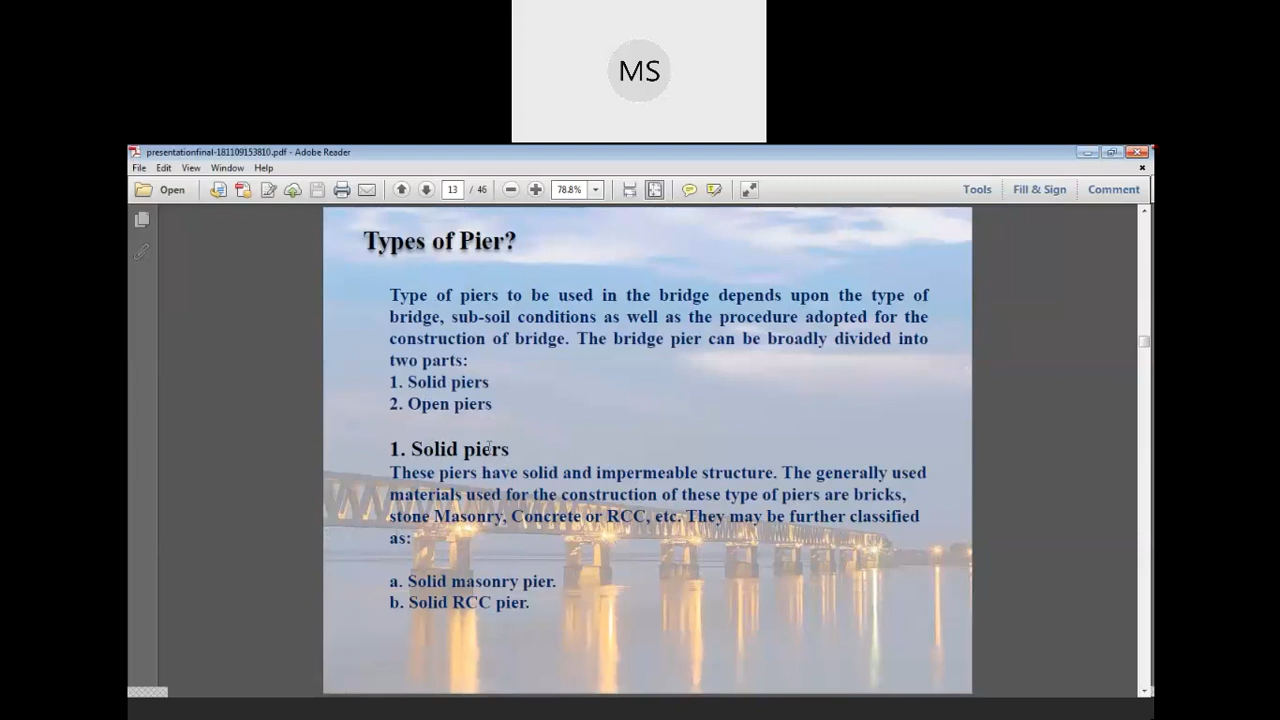 MS
presentationfinal-181109153810.pdf - Adobe Reader
File Edit View Window Help
Open 13 / 46 78.8% Tools Fill & Sign Comment
Types of Pier?
Type of piers to be used in the bridge depends upon the type of
bridge, sub-soil conditions as well as the procedure adopted for the
construction of bridge. The bridge pier can be broadly divided into
two parts:
1. Solid piers
2. Open piers
1. Solid piers
These piers have solid and impermeable structure. The generally used
materials used for the construction of these type of piers are bricks,
stone Masonry, Concrete or RCC, etc. They may be further classified
as:
a. Solid masonry pier.
b. Solid RCC pier.